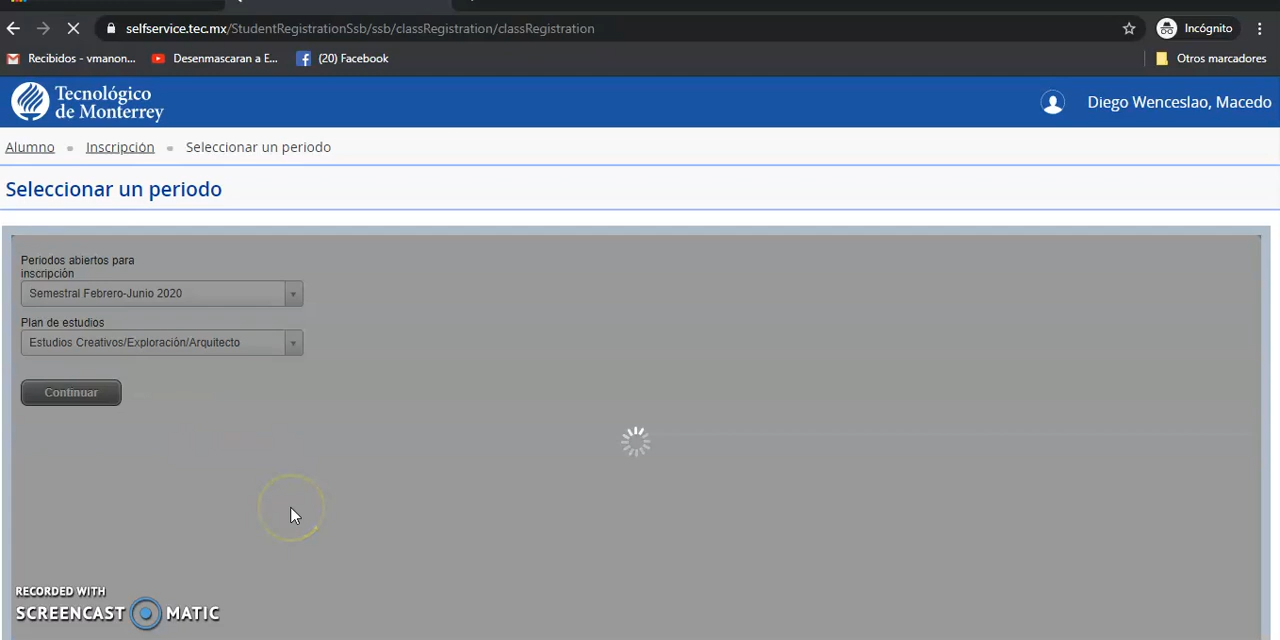 selfservice.tec.mx/StudentRegistrationSsb/ssb/classRegistration/classRegistration
Incógnito
Recibidos - vmanon...
Desenmascaran a E...
(20) Facebook
Otros marcadores
Tecnológico
de Monterrey
Diego Wenceslao, Macedo
Alumno
Inscripción
Seleccionar un periodo
Seleccionar un periodo
Periodos abiertos para
inscripción
Semestral Febrero-Junio 2020
Plan de estudios
Estudios Creativos/Exploración/Arquitecto
Continuar
RECORDED WITH
SCREENCAST MATIC